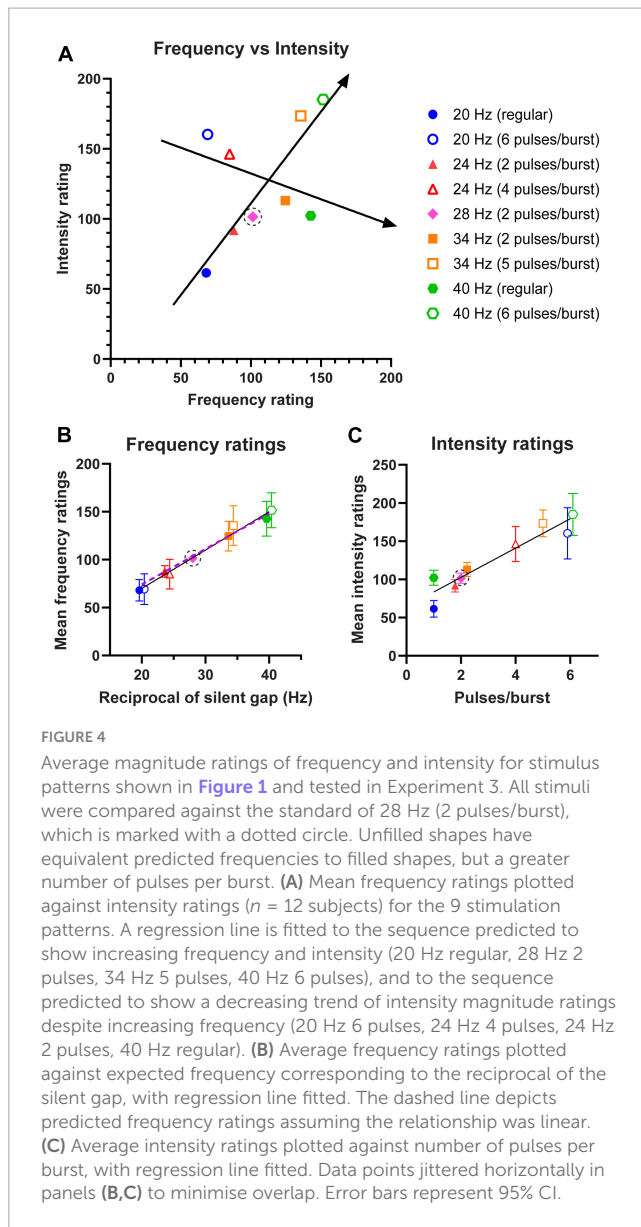 A
Frequency vs Intensity
Intensity rating
200
150
100
50
0
0 50 100 150 200
Frequency rating
20 Hz (regular)
20 Hz (6 pulses/burst)
24 Hz (2 pulses/burst)
24 Hz (4 pulses/burst)
28 Hz (2 pulses/burst)
34 Hz (2 pulses/burst)
34 Hz (5 pulses/burst)
40 Hz (regular)
40 Hz (6 pulses/burst)
B
Frequency ratings
Mean frequency ratings
200
150
100
50
0
20 30 40
Reciprocal of silent gap (Hz)
C
Intensity ratings
Mean intensity ratings
250
200
150
100
50
0
0 2 4 6
Pulses/burst
FIGURE 4
Average magnitude ratings of frequency and intensity for stimulus
patterns shown in Figure 1 and tested in Experiment 3. All stimuli
were compared against the standard of 28 Hz (2 pulses/burst),
which is marked with a dotted circle. Unfilled shapes have
equivalent predicted frequencies to filled shapes, but a greater
number of pulses per burst. (A) Mean frequency ratings plotted
against intensity ratings (n = 12 subjects) for the 9 stimulation
patterns. A regression line is fitted to the sequence predicted to
show increasing frequency and intensity (20 Hz regular, 28 Hz 2
pulses, 34 Hz 5 pulses, 40 Hz 6 pulses), and to the sequence
predicted to show a decreasing trend of intensity magnitude ratings
despite increasing frequency (20 Hz 6 pulses, 24 Hz 4 pulses, 24 Hz
2 pulses, 40 Hz regular). (B) Average frequency ratings plotted
against expected frequency corresponding to the reciprocal of the
silent gap, with regression line fitted. The dashed line depicts
predicted frequency ratings assuming the relationship was linear.
(C) Average intensity ratings plotted against number of pulses per
burst, with regression line fitted. Data points jittered horizontally in
panels (B,C) to minimise overlap. Error bars represent 95% CI.